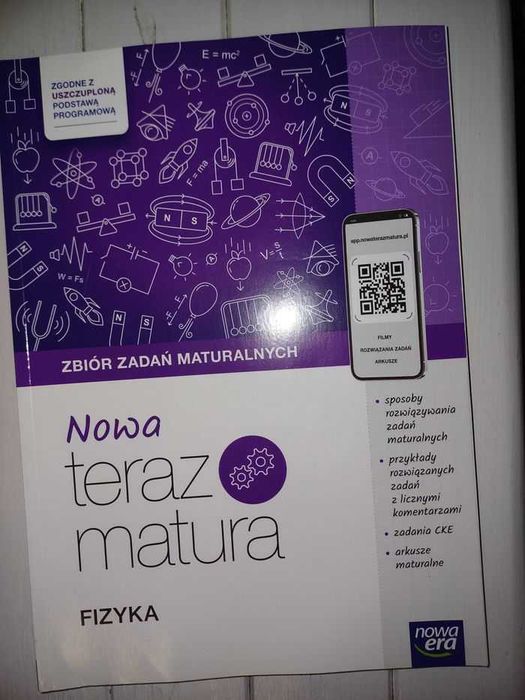 ZGODNE Z
USZCZUPLONĄ
PODSTAWĄ
PROGRAMOWĄ
E = mc²
F = ma
N S
N
S
V = s/t
W = Fs
A
app.nowaterazmatura.pl
FILMY
ROZWIĄZANIA ZADAŃ
ARKUSZE
ZBIÓR ZADAŃ MATURALNYCH
Nowa
teraz
matura
FIZYKA
• sposoby
rozwiązywania
zadań
maturalnych
• przykłady
rozwiązanych
zadań
z licznymi
komentarzami
• zadania CKE
• arkusze
maturalne
nowa
era